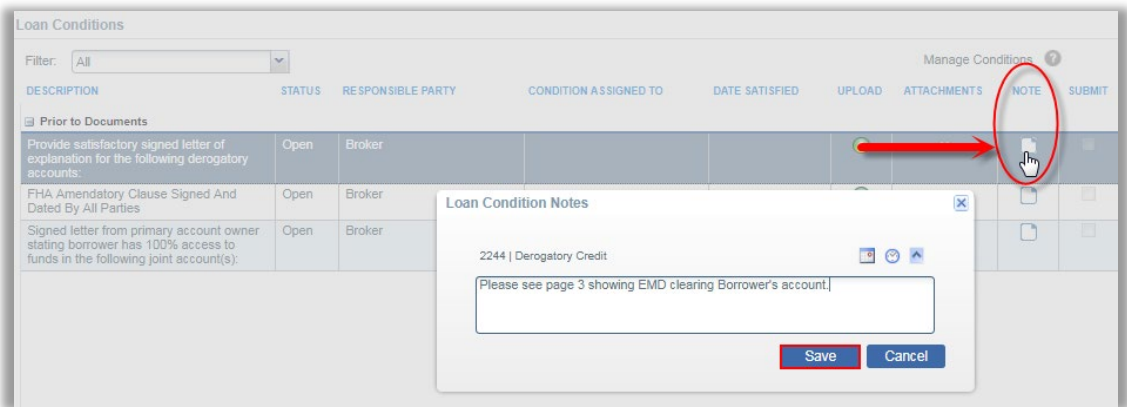 Loan Conditions
Filter: All
Manage Conditions ?
DESCRIPTION STATUS RESPONSIBLE PARTY CONDITION ASSIGNED TO DATE SATISFIED UPLOAD ATTACHMENTS NOTE SUBMIT
Prior to Documents
Provide satisfactory signed letter of Open Broker
explanation for the following derogatory
accounts:
FHA Amendatory Clause Signed And Open Broker
Dated By All Parties
Signed letter from primary account owner Open Broker
stating borrower has 100% access to
funds in the following joint account(s):
Loan Condition Notes
2244 | Derogatory Credit
Please see page 3 showing EMD clearing Borrower's account.
Save Cancel